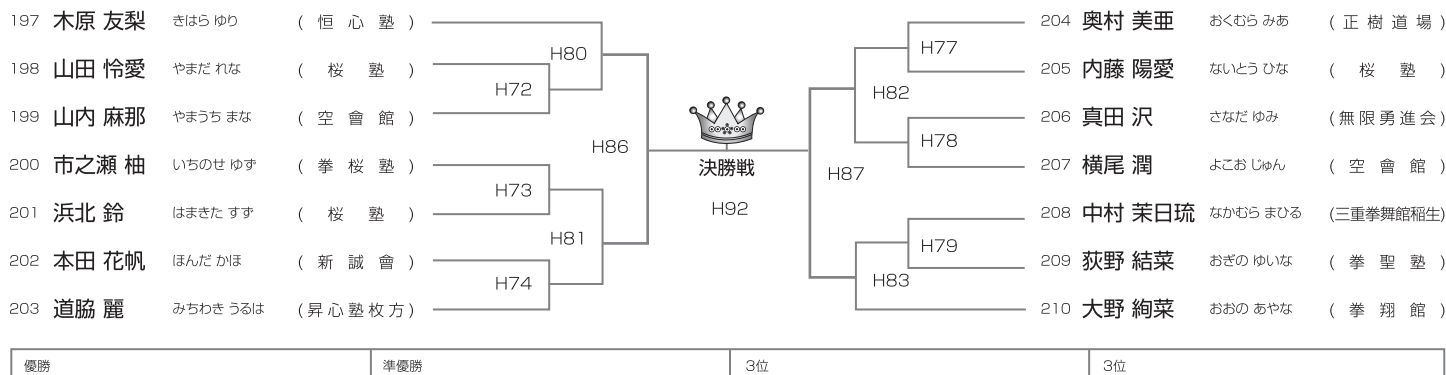 197 木原 友梨 きはら ゆり (恒心塾)
198 山田 怜愛 やまだ れな (桜塾)
199 山内 麻那 やまうち まな (空會館)
200 市之瀬 柚 いちのせ ゆず (拳桜塾)
201 浜北 鈴 はまきた すず (桜塾)
202 本田 花帆 ほんだ かほ (新誠會)
203 道脇 麗 みちわき うるは (昇心塾枚方)
H80
H72
H86
H73
H81
H74
決勝戦
H92
H77
H82
H78
H87
H79
H83
204 奥村 美亜 おくむら みあ (正樹道場)
205 内藤 陽愛 ないとう ひな (桜塾)
206 真田 沢 さなだ ゆみ (無限勇進会)
207 横尾 潤 よこお じゅん (空會館)
208 中村 茉日琉 なかむら まひる (三重拳舞館稲生)
209 荻野 結菜 おぎの ゆいな (拳聖塾)
210 大野 絢菜 おおの あやな (拳翔館)
優勝 準優勝 3位 3位